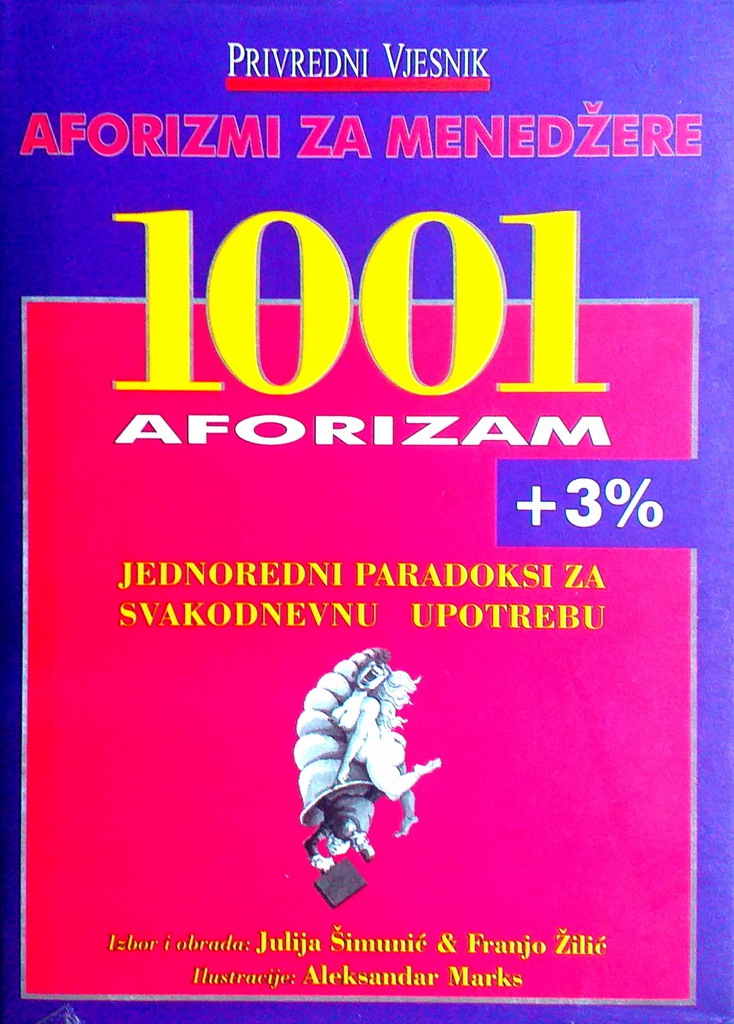 PRIVREDNI VJESNIK
AFORIZMI ZA MENEDŽERE
1001
AFORIZAM
+3%
JEDNOREDNI PARADOKSI ZA
SVAKODNEVNU UPOTREBU
Izbor i obrada: Julija Šimunić & Franjo Žilić
Ilustracije: Aleksandar Marks